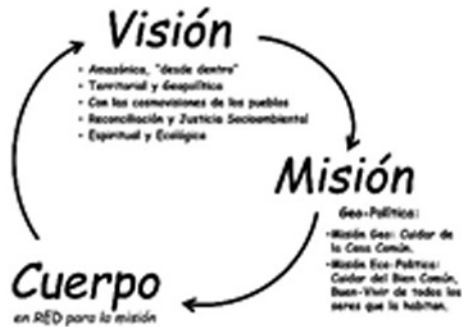 Visión
- Amazónica, "desde dentro"
- Territorial y Geopolítica
- Con las cosmovisiones de los pueblos
- Reconciliación y Justicia Socioambiental
- Espiritual y Ecológica
Misión
Geo-Política:
-Misión Geo: Cuidar de
la Casa Común.
-Misión Eco-Política:
Cuidar del Bien Común,
Buen-Vivir de todos los
seres que la habitan.
Cuerpo
en RED para la misión